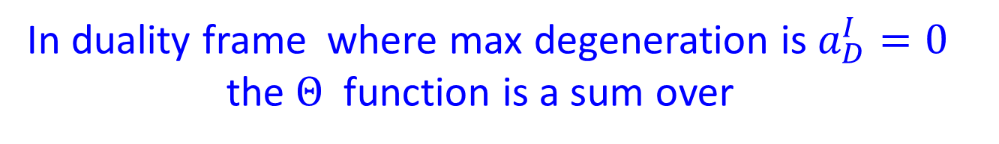 In duality frame where max degeneration is $a_D^I = 0$
the Θ function is a sum over